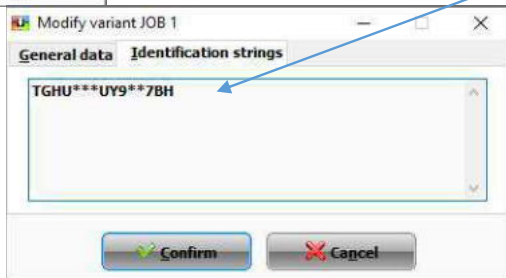 Modify variant JOB 1
General data Identification strings
TGHU***UY9**7BH
Confirm Cancel